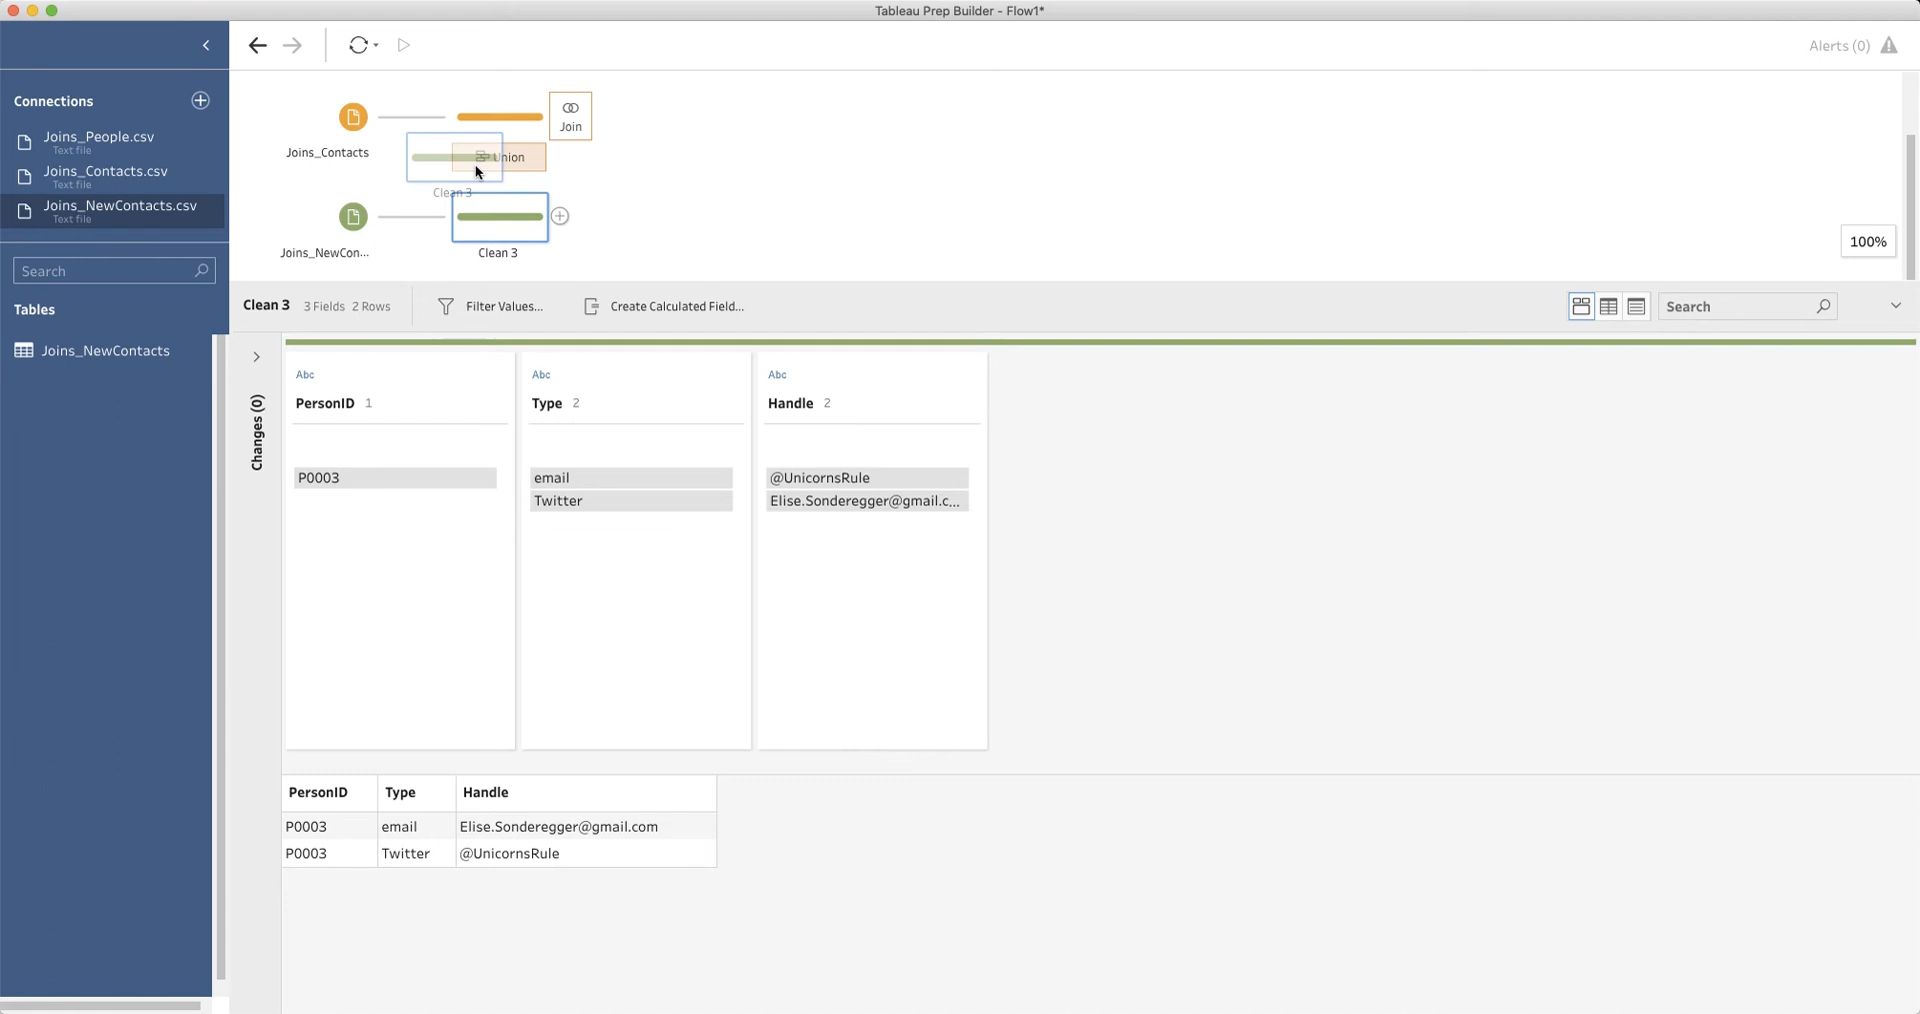 Tableau Prep Builder - Flow1*
Alerts (0)
Connections
Joins_People.csv
Text file
Joins_Contacts.csv
Text file
Joins_NewContacts.csv
Text file
Search
Tables
Joins_NewContacts
Join
Joins_Contacts
Union
Clean 3
Joins_NewCon...
Clean 3
100%
Clean 3 3 Fields 2 Rows
Filter Values...
Create Calculated Field...
Search
Changes (0)
Abc
PersonID 1
P0003
Abc
Type 2
email
Twitter
Abc
Handle 2
@UnicornsRule
Elise.Sonderegger@gmail.c...
PersonID Type Handle
P0003 email Elise.Sonderegger@gmail.com
P0003 Twitter @UnicornsRule